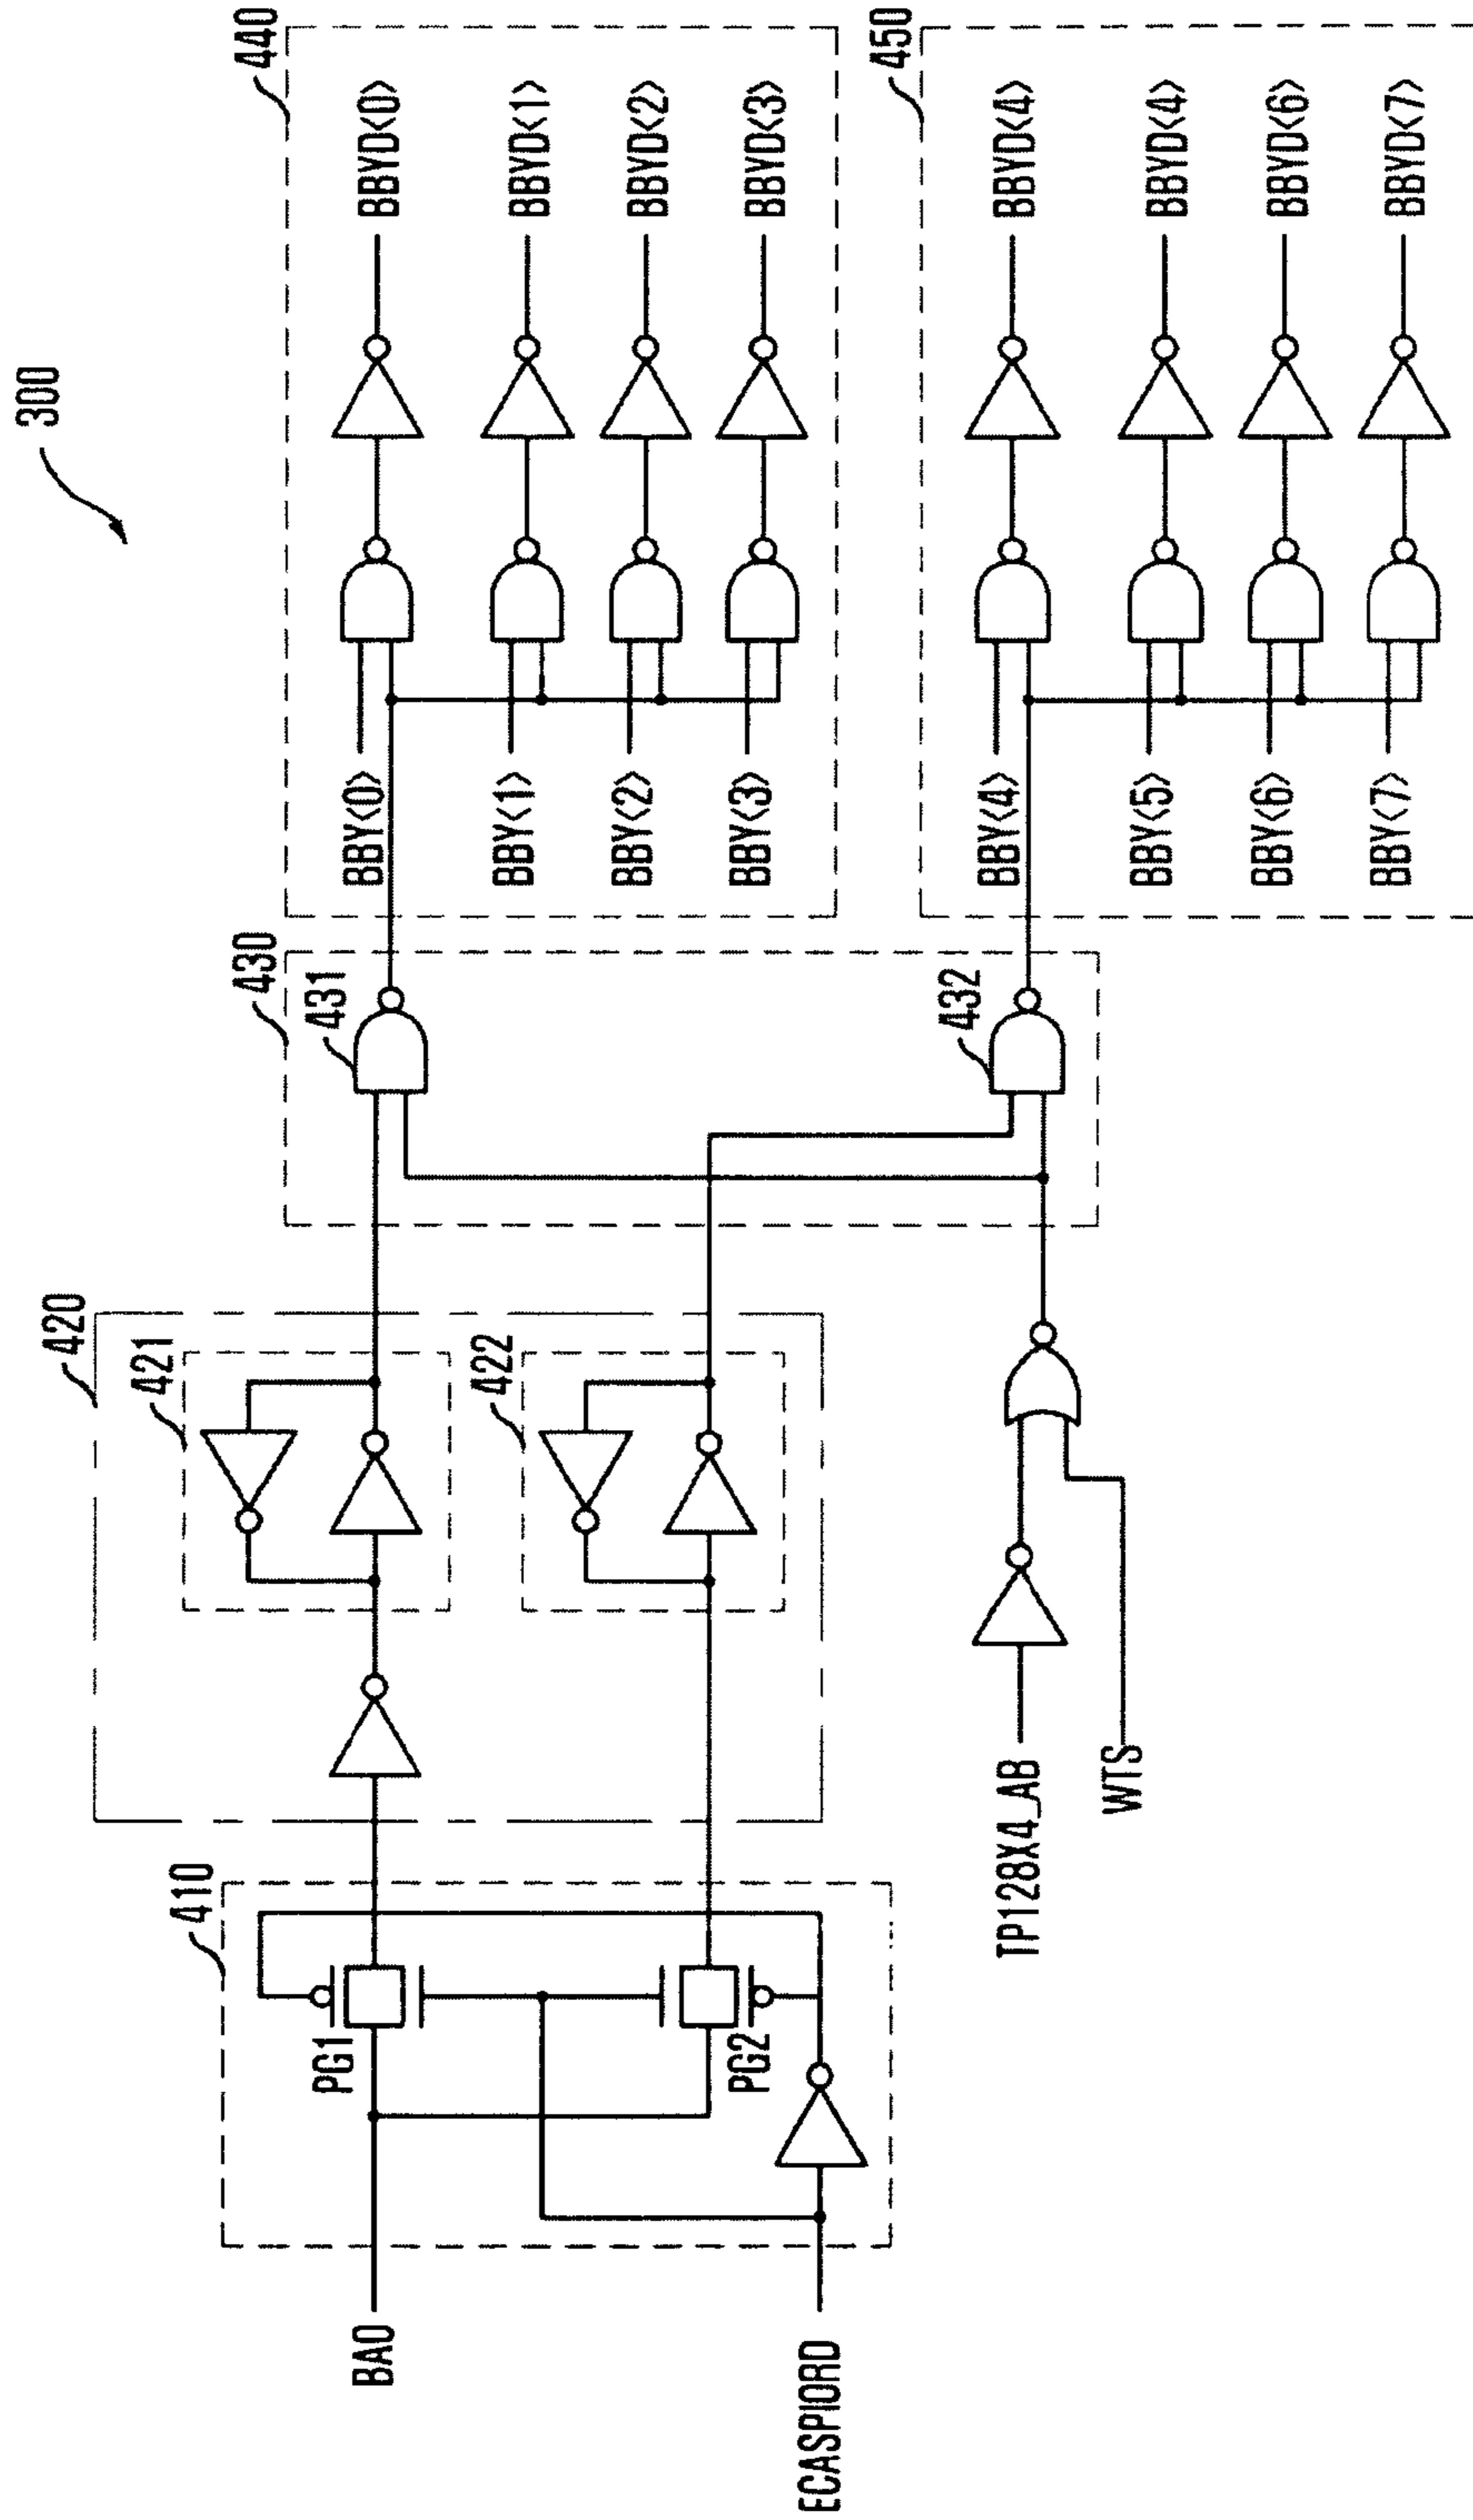 300
410
BA0
PG1
PG2
ECASPIORD
420
421
422
TP128X4_AB
WTS
430
431
432
440
BBY<0>
BBYD<0>
BBY<1>
BBYD<1>
BBY<2>
BBYD<2>
BBY<3>
BBYD<3>
450
BBY<4>
BBYD<4>
BBY<5>
BBYD<4>
BBY<6>
BBYD<6>
BBY<7>
BBYD<7>